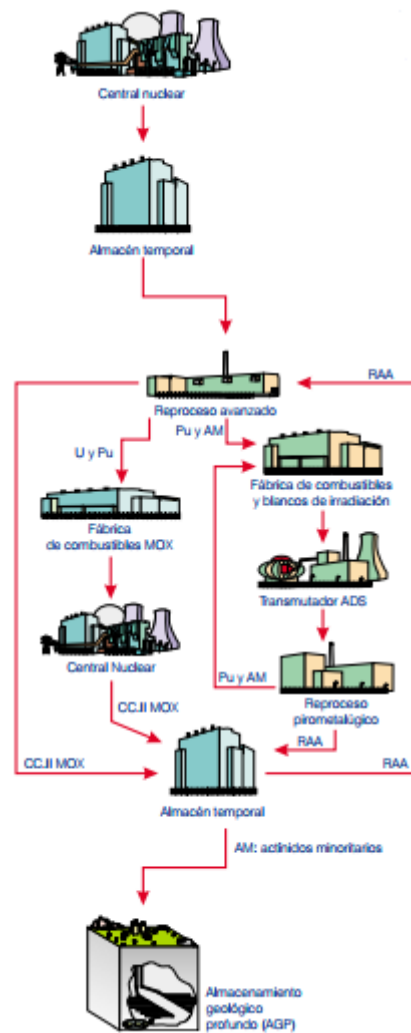 Central nuclear
Almacén temporal
RAA
Reproceso avanzado
Pu y AM
U y Pu
Fábrica de combustibles
y blancos de irradiación
Fábrica
de combustibles MOX
Transmutador ADS
Central Nuclear
Pu y AM
Reproceso
pirometalúgico
CC.II MOX
RAA
CC.II MOX
RAA
Almacén temporal
AM: actínidos minoritarios
Almacenamiento
geológico
profundo (AGP)